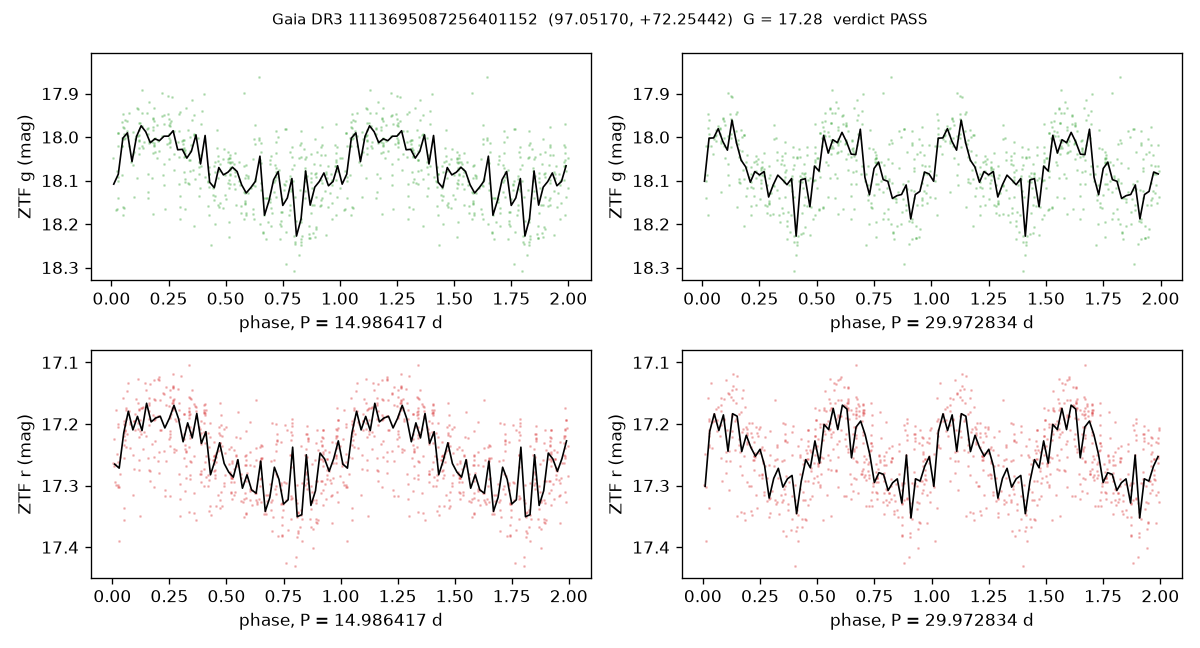 Gaia DR3 1113695087256401152 (97.05170, +72.25442) G = 17.28 verdict PASS
ZTF g (mag)
17.9
18.0
18.1
18.2
18.3
0.00 0.25 0.50 0.75 1.00 1.25 1.50 1.75 2.00
phase, P = 14.986417 d
ZTF g (mag)
17.9
18.0
18.1
18.2
18.3
0.00 0.25 0.50 0.75 1.00 1.25 1.50 1.75 2.00
phase, P = 29.972834 d
ZTF r (mag)
17.1
17.2
17.3
17.4
0.00 0.25 0.50 0.75 1.00 1.25 1.50 1.75 2.00
phase, P = 14.986417 d
ZTF r (mag)
17.1
17.2
17.3
17.4
0.00 0.25 0.50 0.75 1.00 1.25 1.50 1.75 2.00
phase, P = 29.972834 d